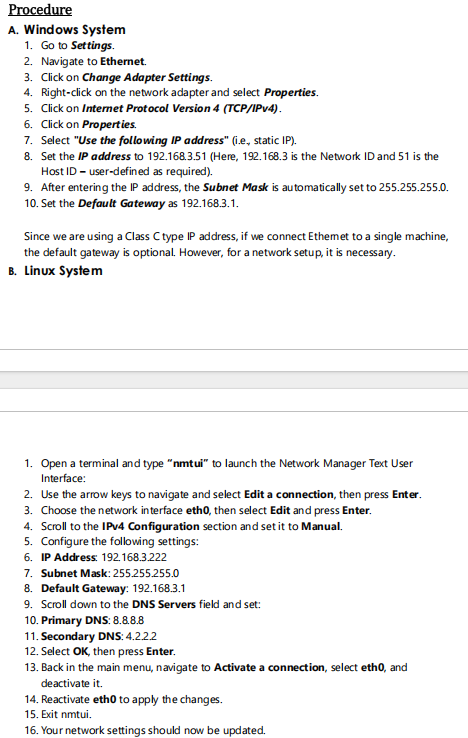 Procedure
A. Windows System
1. Go to Settings.
2. Navigate to Ethernet.
3. Click on Change Adapter Settings.
4. Right-click on the network adapter and select Properties.
5. Click on Internet Protocol Version 4 (TCP/IPv4).
6. Click on Properties.
7. Select "Use the following IP address" (i.e., static IP).
8. Set the IP address to 192.168.3.51 (Here, 192.168.3 is the Network ID and 51 is the
Host ID – user-defined as required).
9. After entering the IP address, the Subnet Mask is automatically set to 255.255.255.0.
10. Set the Default Gateway as 192.168.3.1.
Since we are using a Class C type IP address, if we connect Ethernet to a single machine,
the default gateway is optional. However, for a network setup, it is necessary.
B. Linux System
1. Open a terminal and type “nmtui” to launch the Network Manager Text User
Interface:
2. Use the arrow keys to navigate and select Edit a connection, then press Enter.
3. Choose the network interface eth0, then select Edit and press Enter.
4. Scroll to the IPv4 Configuration section and set it to Manual.
5. Configure the following settings:
6. IP Address: 192.168.3.222
7. Subnet Mask: 255.255.255.0
8. Default Gateway: 192.168.3.1
9. Scroll down to the DNS Servers field and set:
10. Primary DNS: 8.8.8.8
11. Secondary DNS: 4.2.2.2
12. Select OK, then press Enter.
13. Back in the main menu, navigate to Activate a connection, select eth0, and
deactivate it.
14. Reactivate eth0 to apply the changes.
15. Exit nmtui.
16. Your network settings should now be updated.